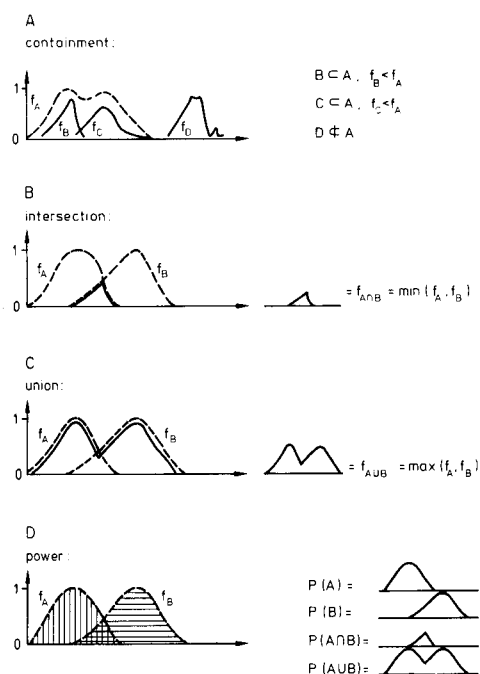 A
containment:
1
0
f_A
f_B
f_C
f_D
B ⊂ A, f_B < f_A
C ⊂ A, f_C < f_A
D ⊄ A
B
intersection:
1
0
f_A
f_B
= f_A∩B = min (f_A, f_B)
C
union:
1
0
f_A
f_B
= f_A∪B = max (f_A, f_B)
D
power:
1
0
f_A
f_B
P(A) =
P(B) =
P(A∩B) =
P(A∪B) =